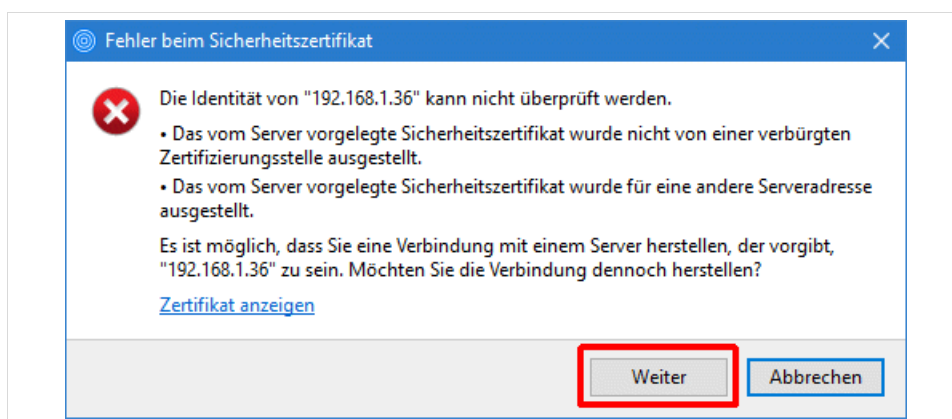 Fehler beim Sicherheitszertifikat
Die Identität von "192.168.1.36" kann nicht überprüft werden.
• Das vom Server vorgelegte Sicherheitszertifikat wurde nicht von einer verbürgten
Zertifizierungsstelle ausgestellt.
• Das vom Server vorgelegte Sicherheitszertifikat wurde für eine andere Serveradresse
ausgestellt.
Es ist möglich, dass Sie eine Verbindung mit einem Server herstellen, der vorgibt,
"192.168.1.36" zu sein. Möchten Sie die Verbindung dennoch herstellen?
Zertifikat anzeigen
Weiter
Abbrechen